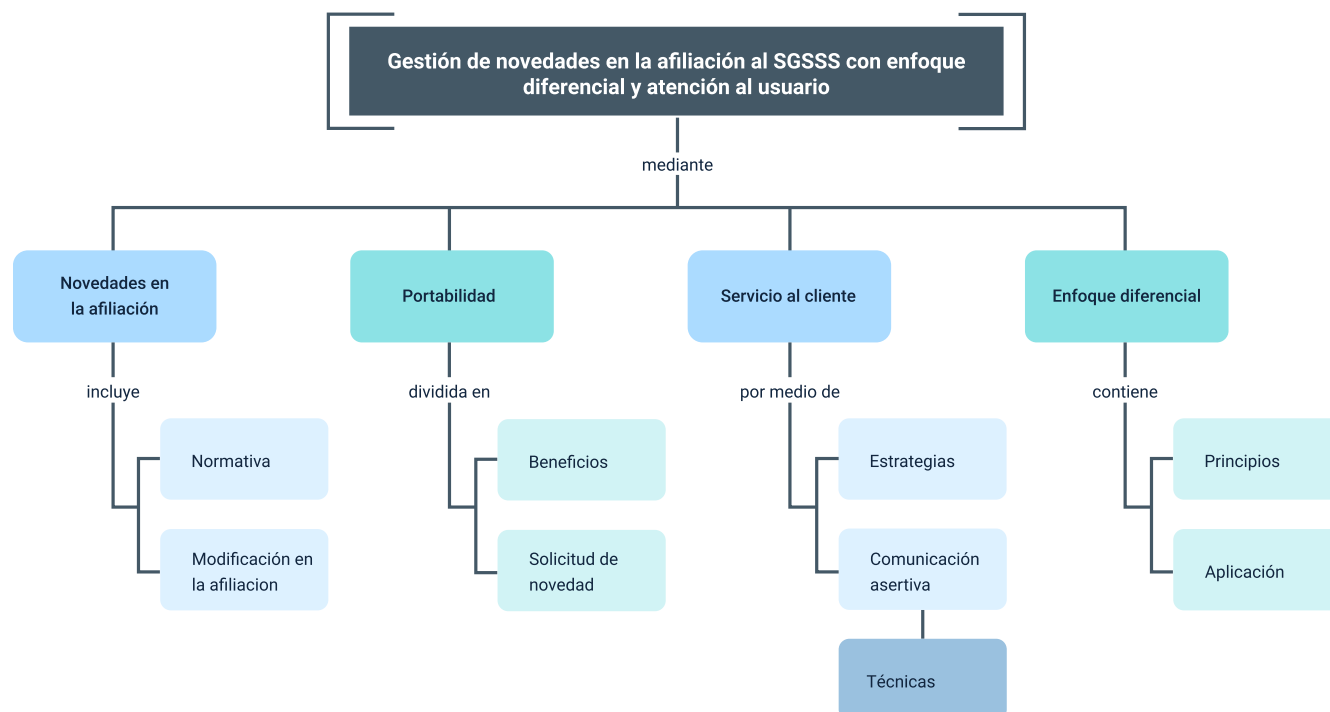 Gestión de novedades en la afiliación al SGSSS con enfoque
diferencial y atención al usuario
mediante
Novedades en
la afiliación
Portabilidad
Servicio al cliente
Enfoque diferencial
incluye
dividida en
por medio de
contiene
Normativa
Beneficios
Estrategias
Principios
Modificación en
la afiliacion
Solicitud de
novedad
Comunicación
asertiva
Aplicación
Técnicas